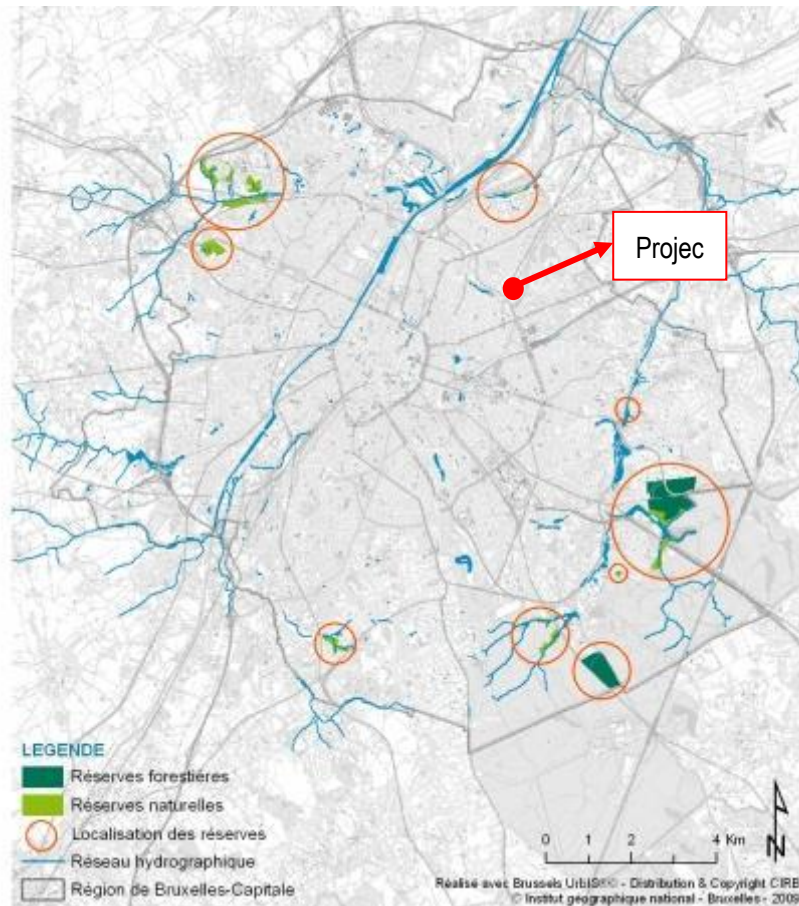 Projec
LEGENDE
Réserves forestières
Réserves naturelles
Localisation des réserves
Réseau hydrographique
Région de Bruxelles-Capitale
0 1 2 4 Km
N
Réalisé avec Brussels UrbIS®© - Distribution & Copyright CIRB
© Institut géographique national - Bruxelles - 2009